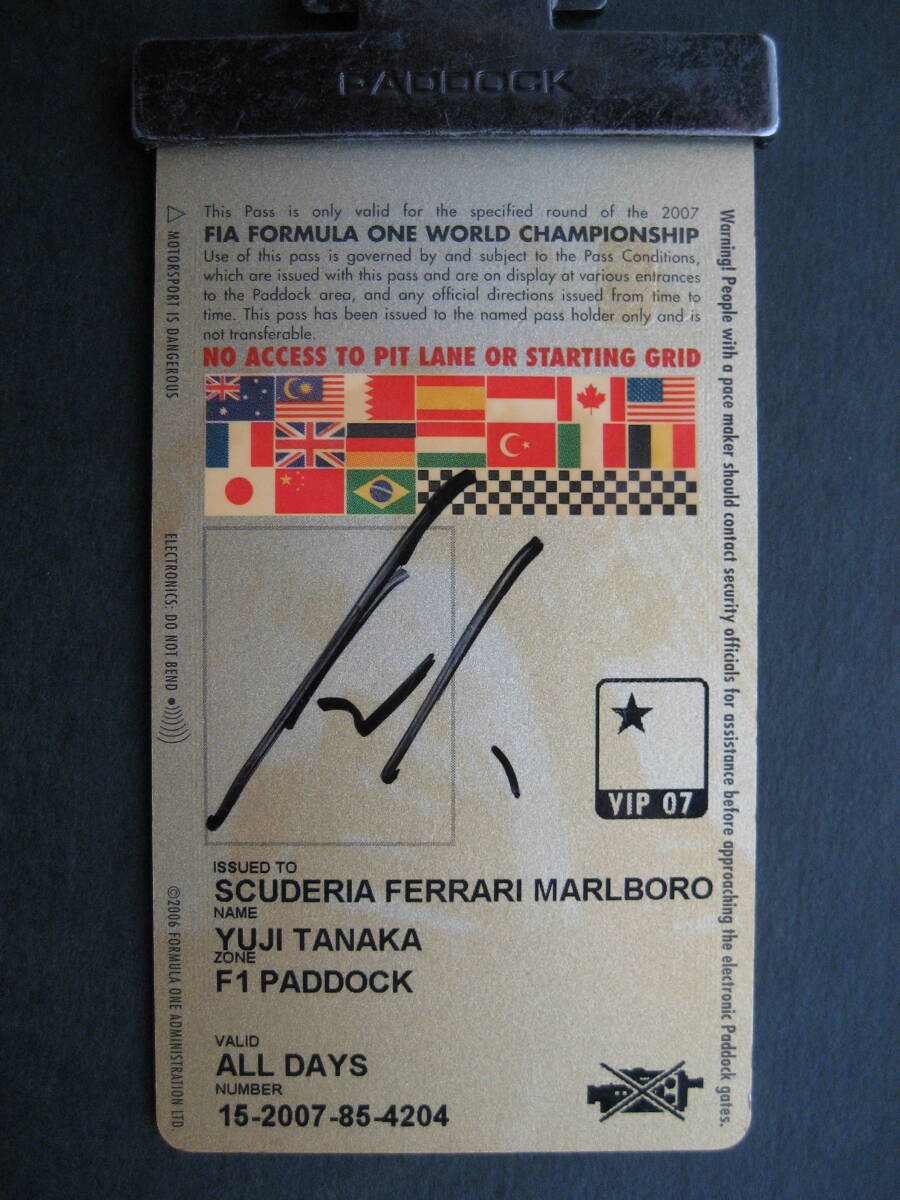 PADDOCK
This Pass is only valid for the specified round of the 2007
FIA FORMULA ONE WORLD CHAMPIONSHIP
Use of this pass is governed by and subject to the Pass Conditions,
which are issued with this pass and are on display at various entrances
to the Paddock area, and any official directions issued from time to
time. This pass has been issued to the named pass holder only and is
not transferable.
NO ACCESS TO PIT LANE OR STARTING GRID
MOTORSPORT IS DANGEROUS
ELECTRONICS: DO NOT BEND
©2006 FORMULA ONE ADMINISTRATION LTD.
Warning! People with a pace maker should contact security officials for assistance before approaching the electronic Paddock gates.
VIP 07
ISSUED TO
SCUDERIA FERRARI MARLBORO
NAME
YUJI TANAKA
ZONE
F1 PADDOCK
VALID
ALL DAYS
NUMBER
15-2007-85-4204